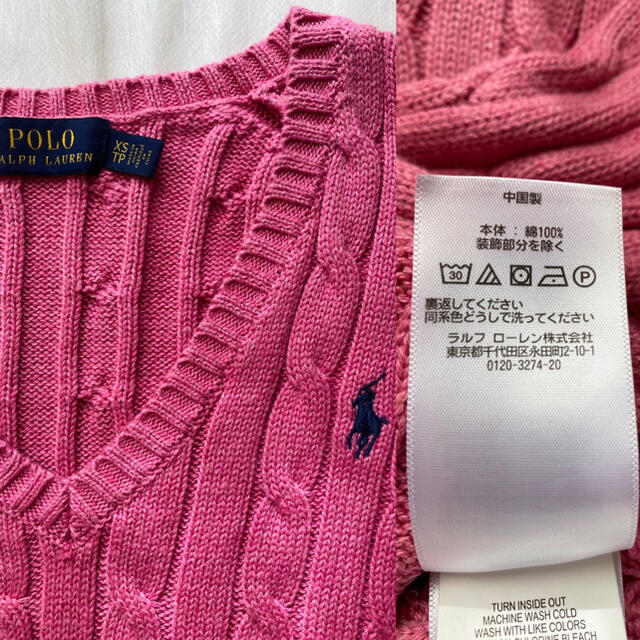 POLO
RALPH LAUREN
XS
TP
中国製
本体 : 綿100%
装飾部分を除く
30
P
裏返してください
同系色どうしで洗ってください
ラルフ ローレン株式会社
東京都千代田区永田町2-10-1
0120-3274-20
TURN INSIDE OUT
MACHINE WASH COLD
WASH WITH LIKE COLORS